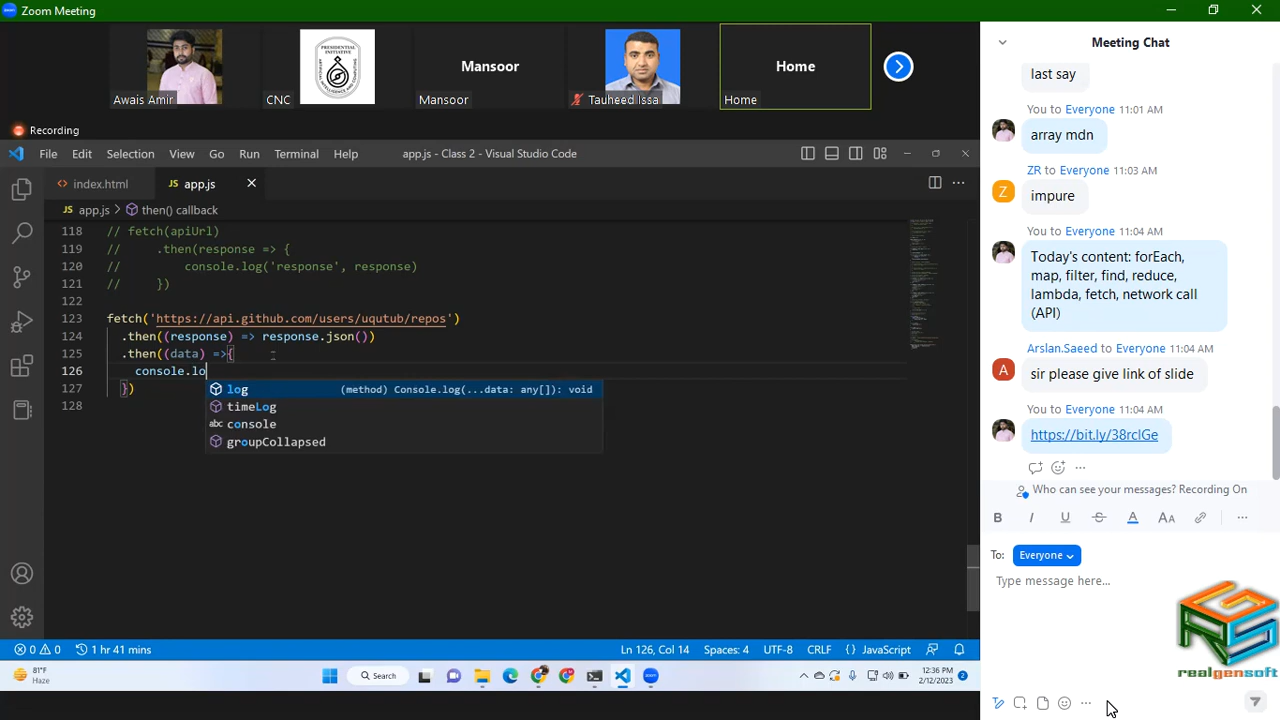 Zoom Meeting
Awais Amir
PRESIDENTIAL
INITIATIVE
CNC
Mansoor
Mansoor
Tauheed Issa
Home
Home
Recording
File Edit Selection View Go Run Terminal Help
app.js - Class 2 - Visual Studio Code
index.html
JS app.js
JS app.js > then() callback
118 // fetch(apiUrl)
119 //     .then(response => {
120 //         console.log('response', response)
121 //     })
122
123 fetch('https://api.github.com/users/uqutub/repos')
124   .then((response) => response.json())
125   .then((data) =>{
126     console.lo
127   })
128
log (method) Console.log(...data: any[]): void
timeLog
abc console
groupCollapsed
0 0 1 hr 41 mins
Ln 126, Col 14 Spaces: 4 UTF-8 CRLF {} JavaScript
81°F
Haze
Search
12:36 PM
2/12/2023
2
Meeting Chat
last say
You to Everyone 11:01 AM
array mdn
ZR to Everyone 11:03 AM
Z
impure
You to Everyone 11:04 AM
Today's content: forEach,
map, filter, find, reduce,
lambda, fetch, network call
(API)
Arslan.Saeed to Everyone 11:04 AM
A
sir please give link of slide
You to Everyone 11:04 AM
https://bit.ly/38rclGe
Who can see your messages? Recording On
B I U S A AA
To: Everyone
Type message here...
realgensoft